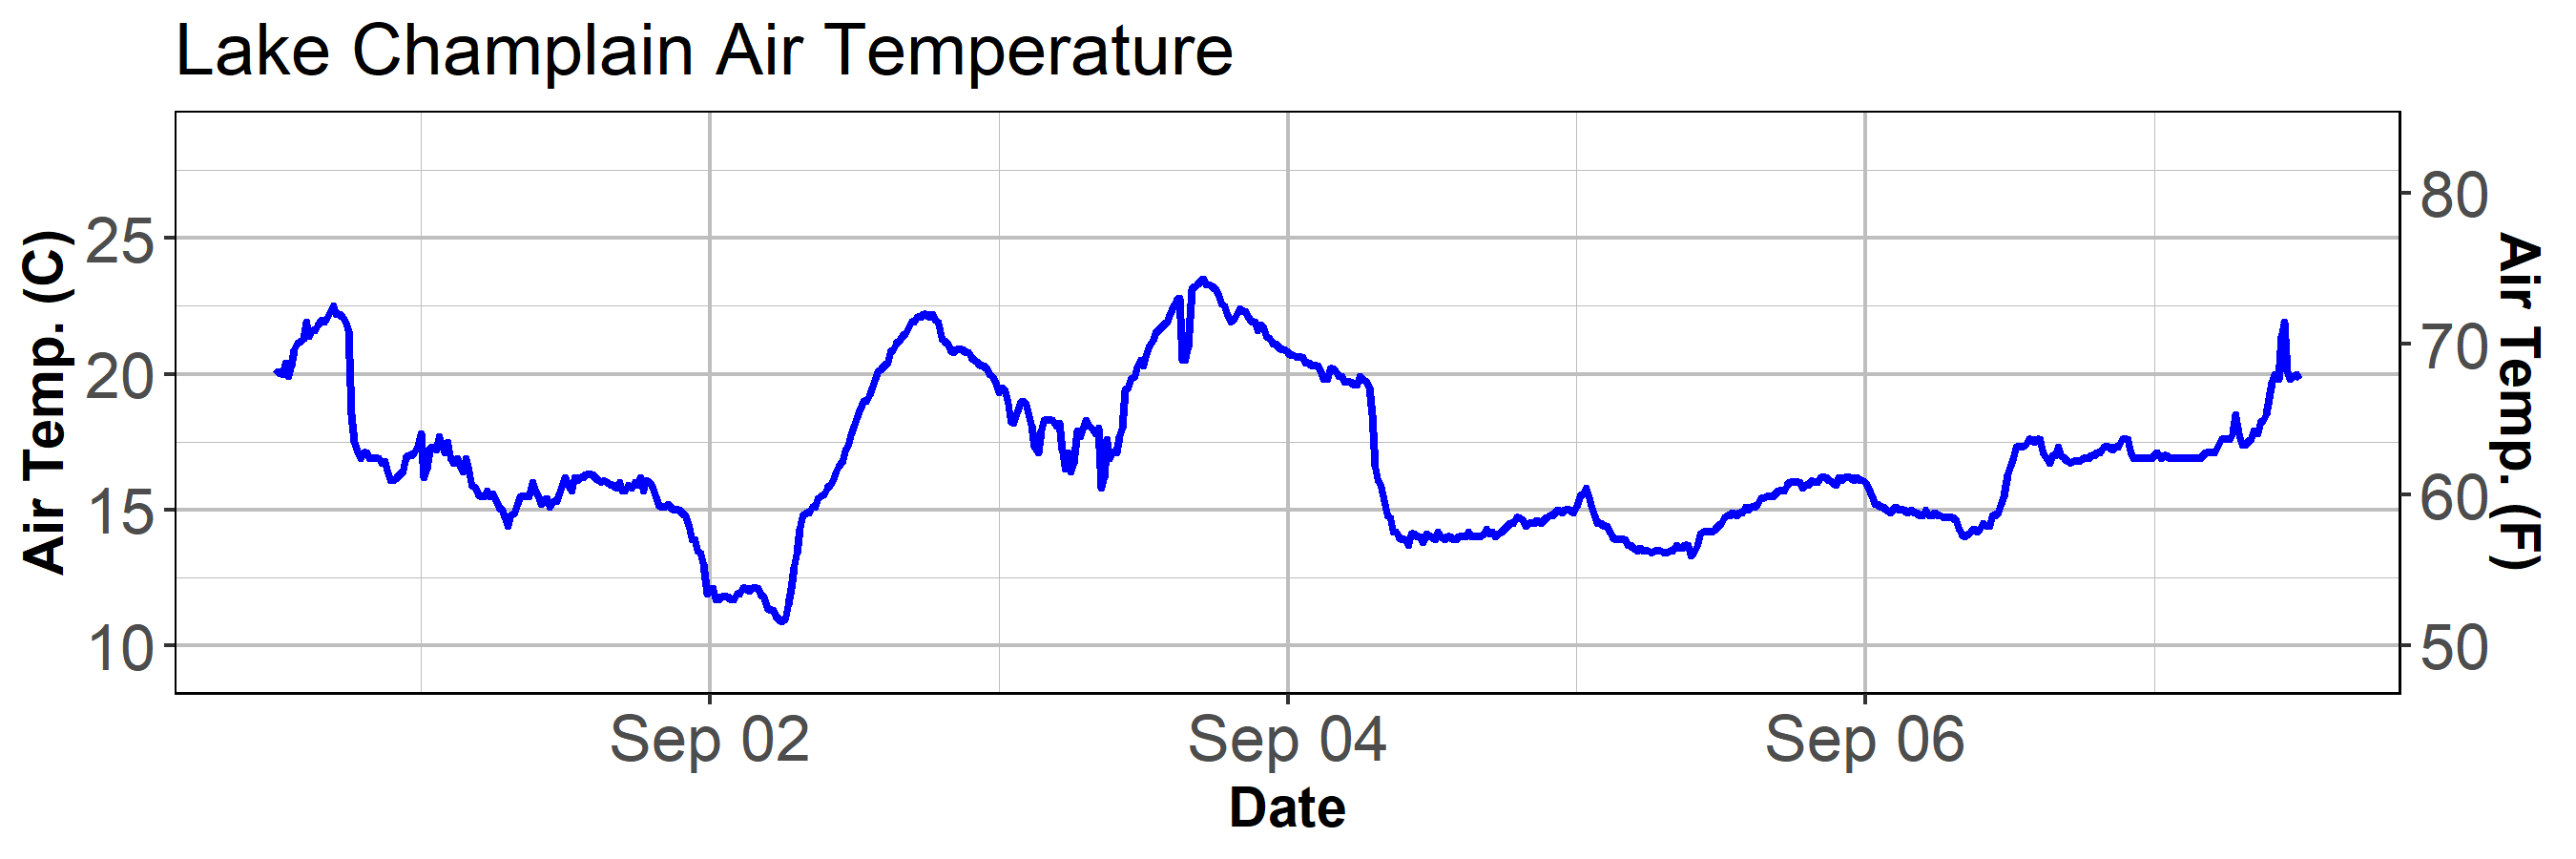 Lake Champlain Air Temperature
Air Temp. (C)
25
20
15
10
80
70
60
50
Air Temp. (F)
Sep 02
Sep 04
Sep 06
Date